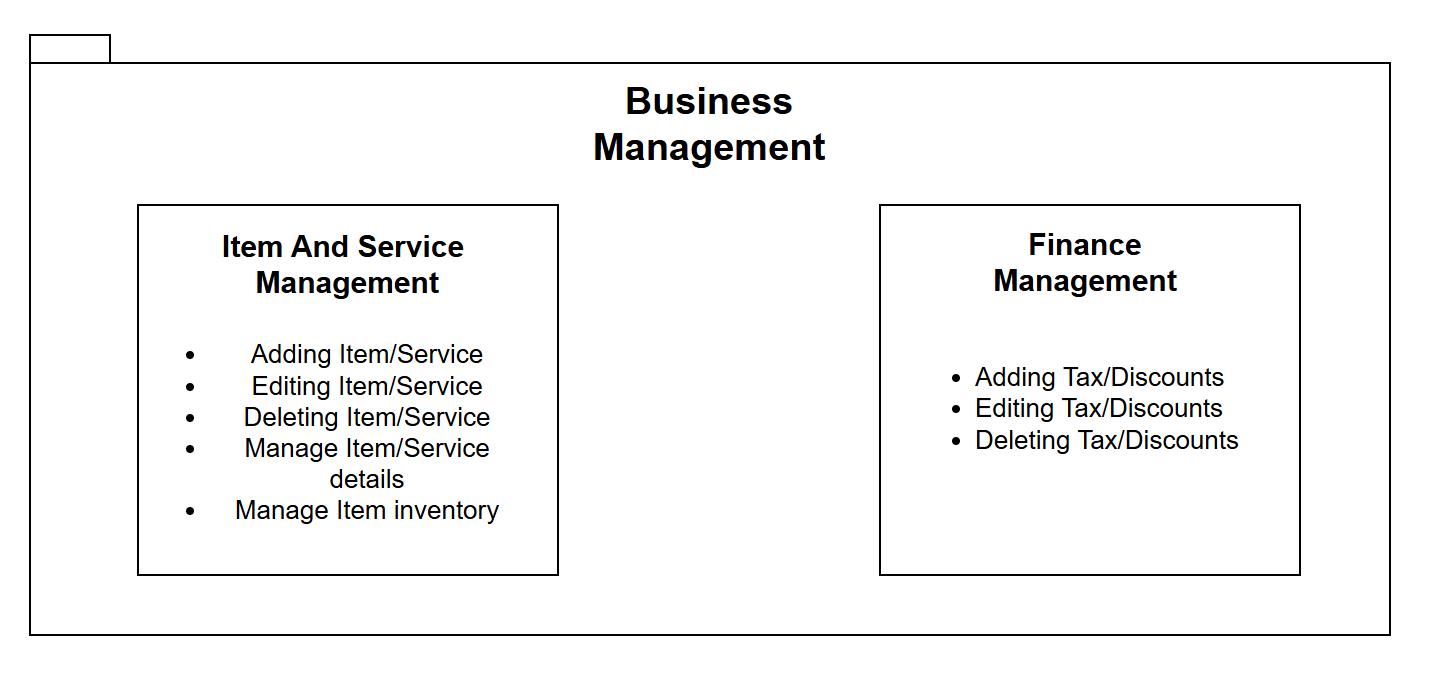 Business
Management
Item And Service
Management
• Adding Item/Service
• Editing Item/Service
• Deleting Item/Service
• Manage Item/Service
details
• Manage Item inventory
Finance
Management
• Adding Tax/Discounts
• Editing Tax/Discounts
• Deleting Tax/Discounts